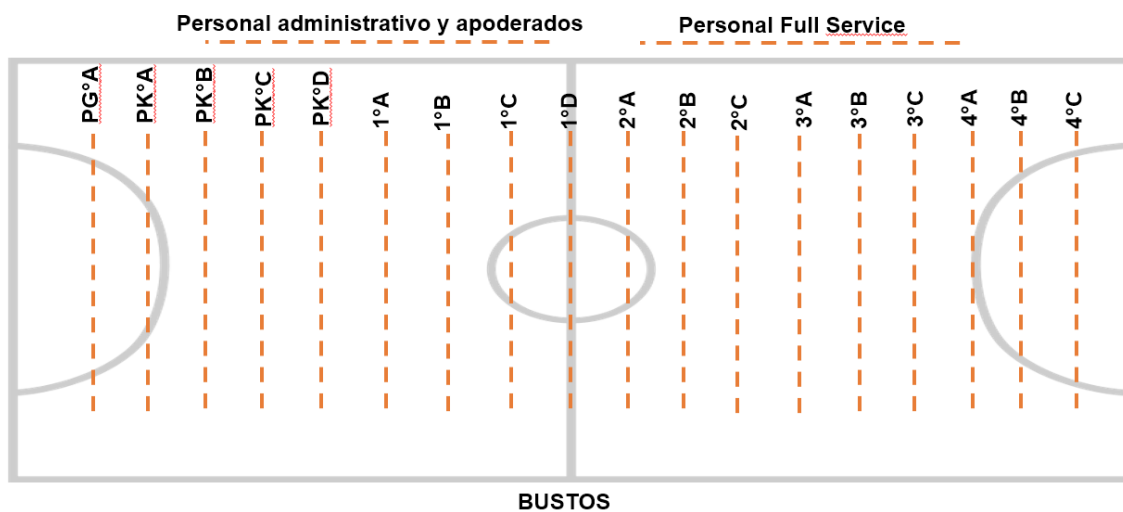 Personal administrativo y apoderados
Personal Full Service
PG°A
PK°A
PK°B
PK°C
PK°D
1°A
1°B
1°C
1°D
2°A
2°B
2°C
3°A
3°B
3°C
4°A
4°B
4°C
BUSTOS